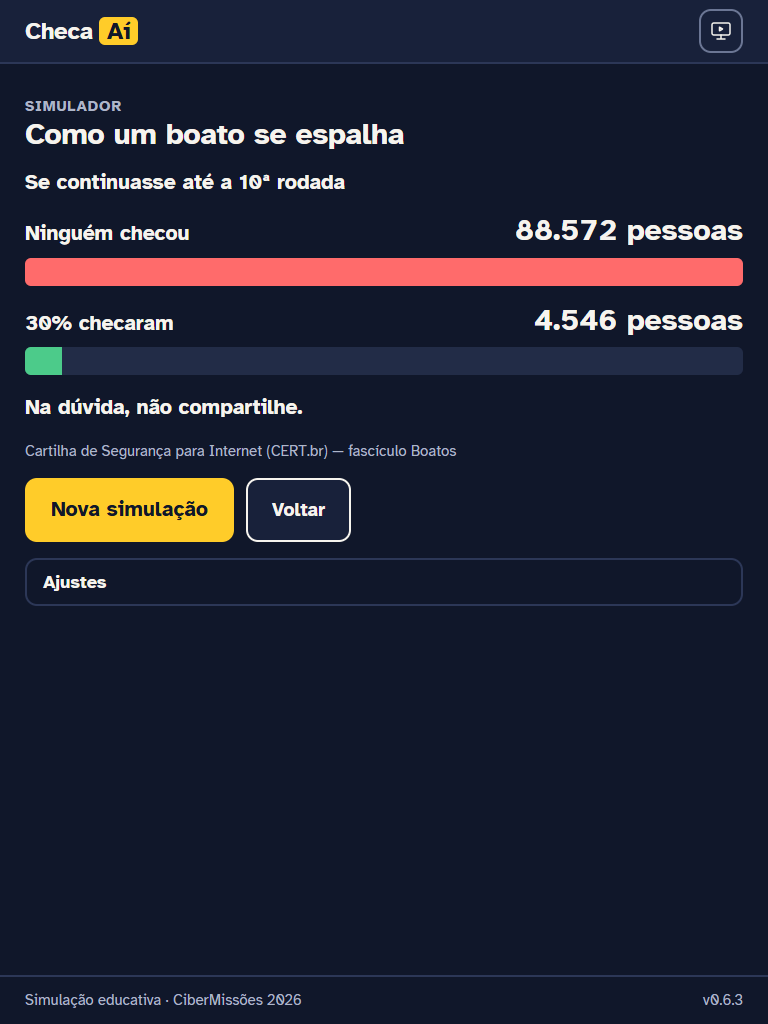 Checa Aí
SIMULADOR
Como um boato se espalha
Se continuasse até a 10ª rodada
Ninguém checou 88.572 pessoas
30% checaram 4.546 pessoas
Na dúvida, não compartilhe.
Cartilha de Segurança para Internet (CERT.br) — fascículo Boatos
Nova simulação Voltar
Ajustes
Simulação educativa · CiberMissões 2026 v0.6.3